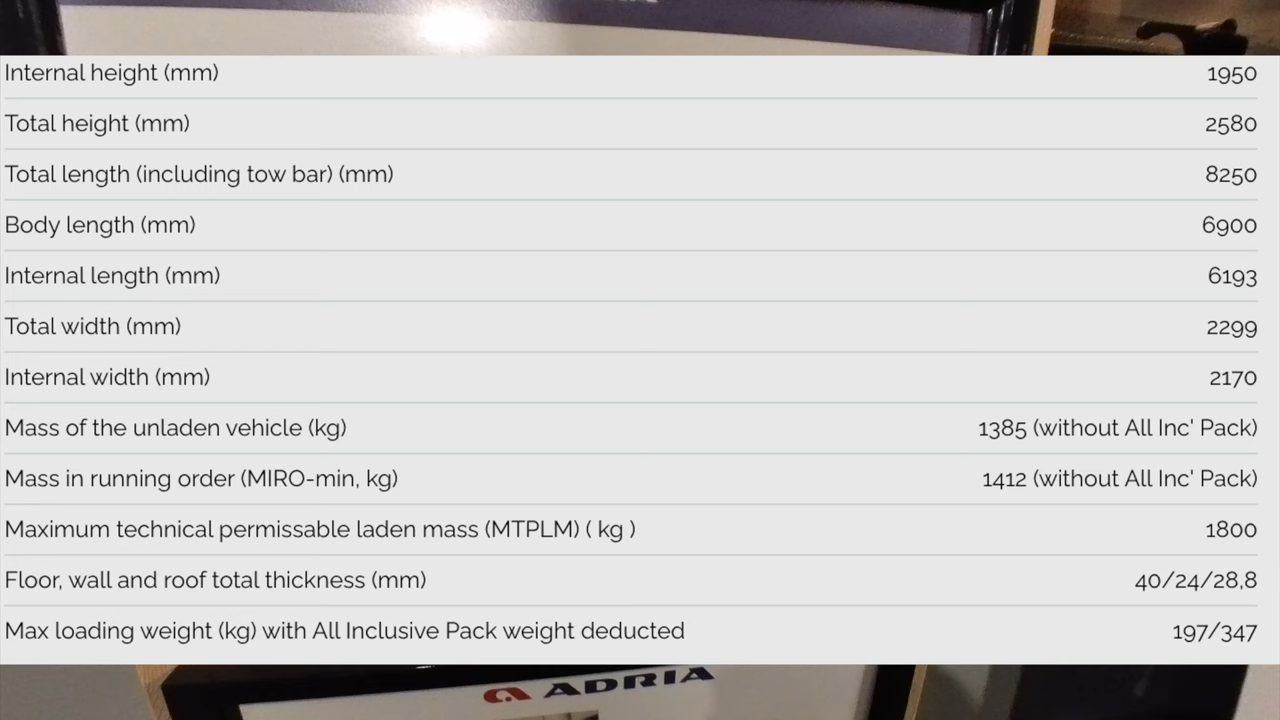 Internal height (mm) 1950
Total height (mm) 2580
Total length (including tow bar) (mm) 8250
Body length (mm) 6900
Internal length (mm) 6193
Total width (mm) 2299
Internal width (mm) 2170
Mass of the unladen vehicle (kg) 1385 (without All Inc' Pack)
Mass in running order (MIRO-min, kg) 1412 (without All Inc' Pack)
Maximum technical permissable laden mass (MTPLM) ( kg ) 1800
Floor, wall and roof total thickness (mm) 40/24/28,8
Max loading weight (kg) with All Inclusive Pack weight deducted 197/347
ADRIA